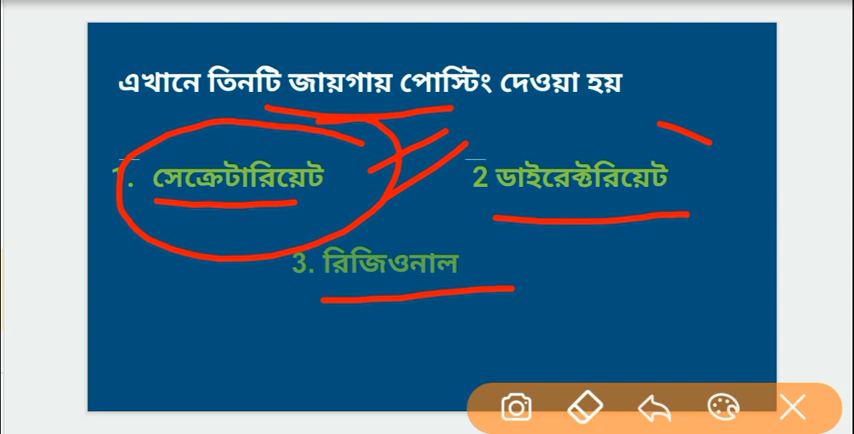 এখানে তিনটি জায়গায় পোস্টিং দেওয়া হয়
1. সেক্রেটারিয়েট
2 ডাইরেক্টরিয়েট
3. রিজিওনাল